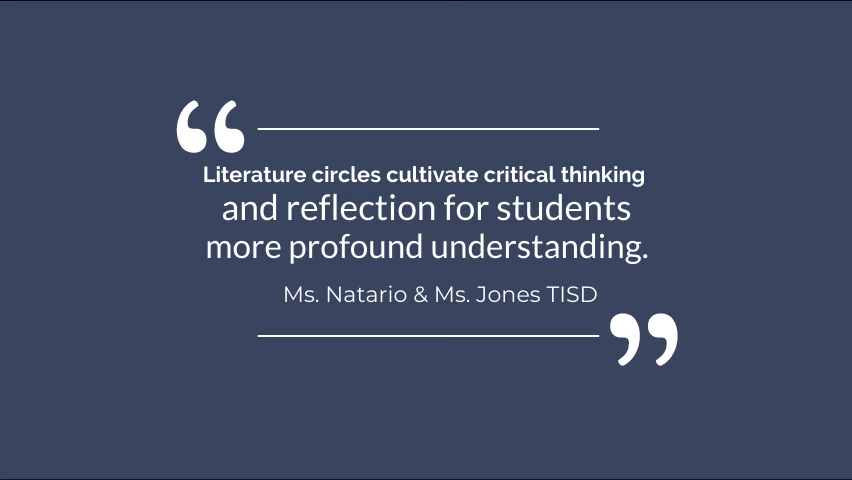 Literature circles cultivate critical thinking
and reflection for students
more profound understanding.
Ms. Natario & Ms. Jones TISD